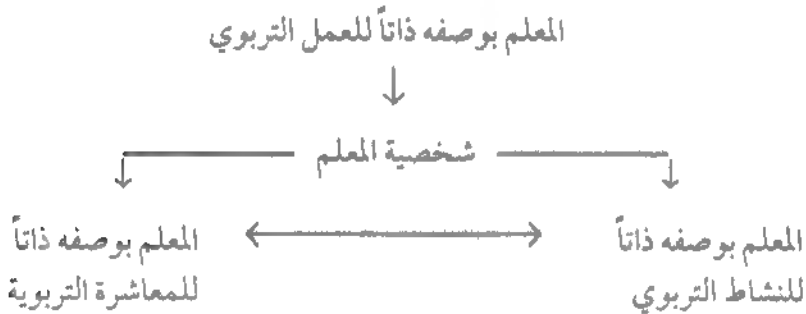 المعلم بوصفه ذاتاً للعمل التربوي
شخصية المعلم
المعلم بوصفه ذاتاً
للنشاط التربوي
المعلم بوصفه ذاتاً
للمعاشرة التربوية